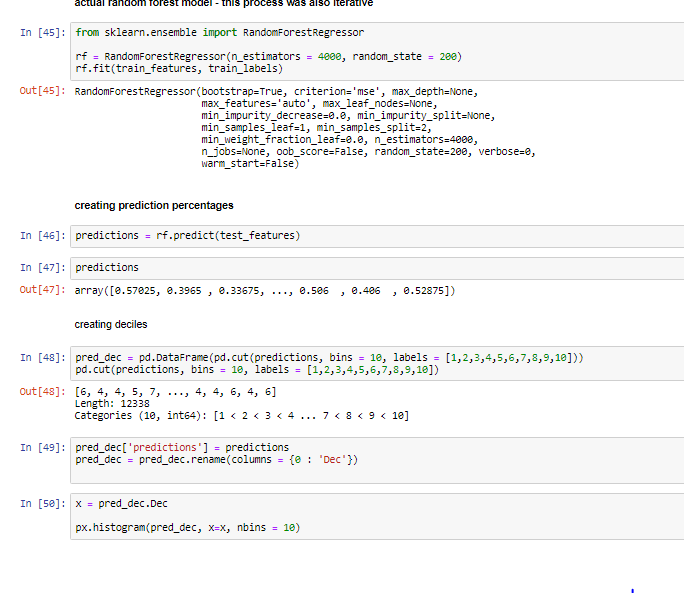 actual random forest model - this process was also iterative
In [45]: from sklearn.ensemble import RandomForestRegressor
rf = RandomForestRegressor(n_estimators = 4000, random_state = 200)
rf.fit(train_features, train_labels)
Out[45]: RandomForestRegressor(bootstrap=True, criterion='mse', max_depth=None,
max_features='auto', max_leaf_nodes=None,
min_impurity_decrease=0.0, min_impurity_split=None,
min_samples_leaf=1, min_samples_split=2,
min_weight_fraction_leaf=0.0, n_estimators=4000,
n_jobs=None, oob_score=False, random_state=200, verbose=0,
warm_start=False)
creating prediction percentages
In [46]: predictions = rf.predict(test_features)
In [47]: predictions
Out[47]: array([0.57025, 0.3965 , 0.33675, ..., 0.506  , 0.406  , 0.52875])
creating deciles
In [48]: pred_dec = pd.DataFrame(pd.cut(predictions, bins = 10, labels = [1,2,3,4,5,6,7,8,9,10]))
pd.cut(predictions, bins = 10, labels = [1,2,3,4,5,6,7,8,9,10])
Out[48]: [6, 4, 4, 5, 7, ..., 4, 4, 6, 4, 6]
Length: 12338
Categories (10, int64): [1 < 2 < 3 < 4 ... 7 < 8 < 9 < 10]
In [49]: pred_dec['predictions'] = predictions
pred_dec = pred_dec.rename(columns = {0 : 'Dec'})
In [50]: x = pred_dec.Dec
px.histogram(pred_dec, x=x, nbins = 10)